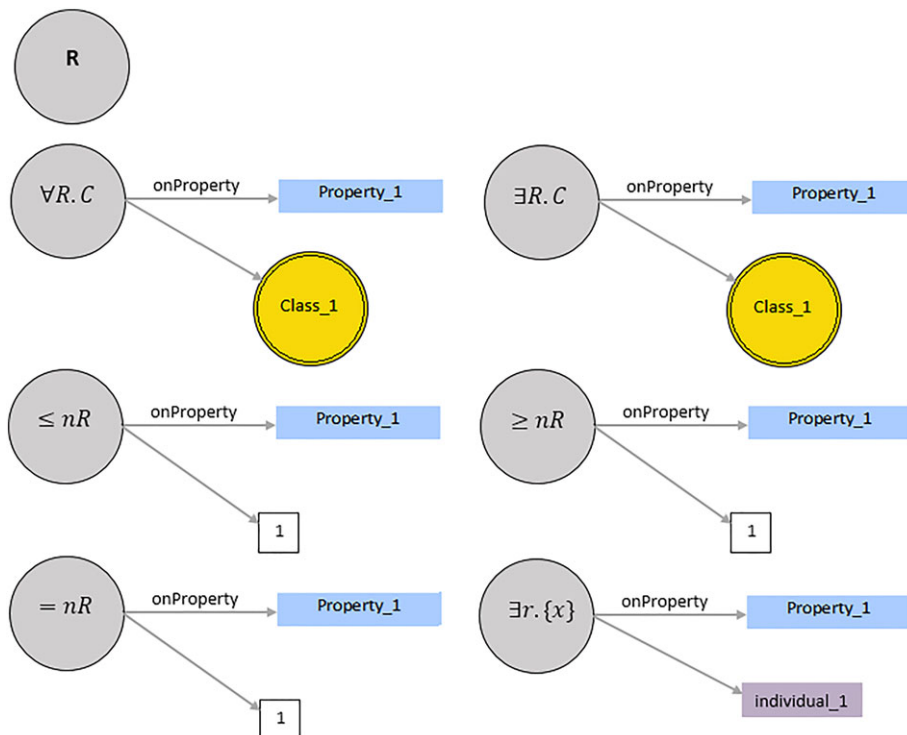 R
∀R.C
onProperty
Property_1
Class_1
∃R.C
onProperty
Property_1
Class_1
≤ nR
onProperty
Property_1
1
≥ nR
onProperty
Property_1
1
= nR
onProperty
Property_1
1
∃r.{x}
onProperty
Property_1
individual_1